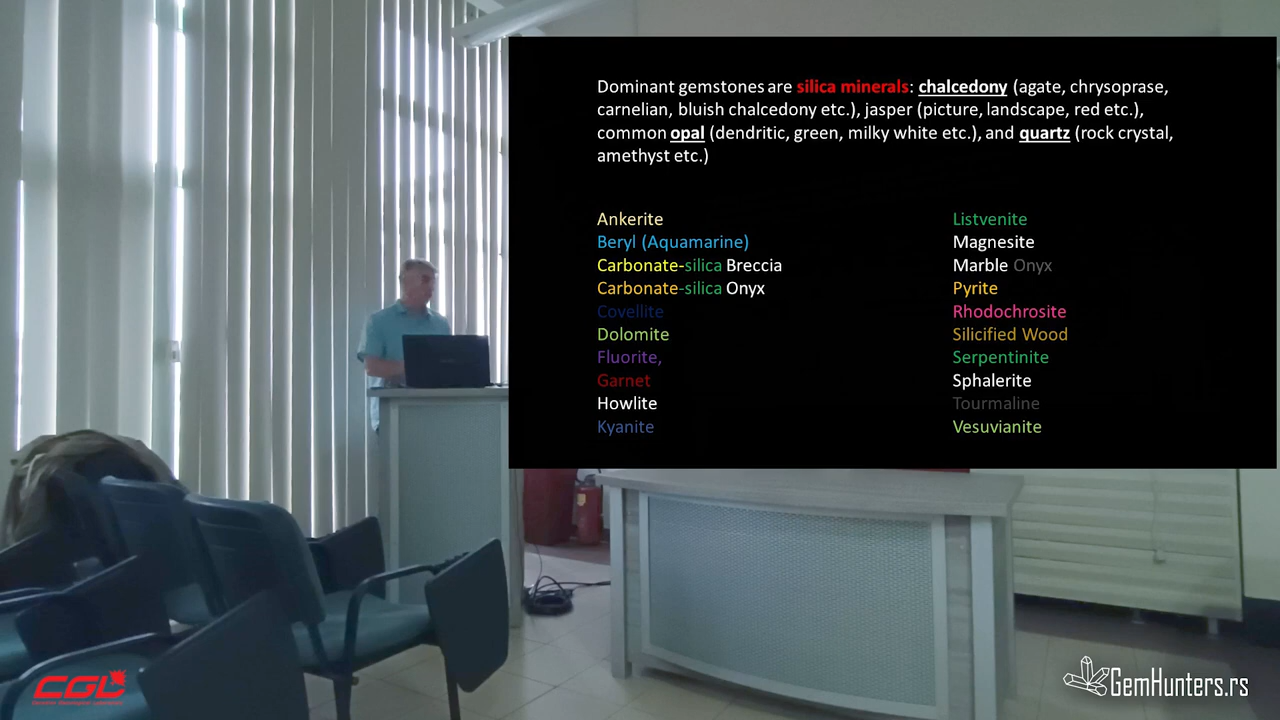 Dominant gemstones are silica minerals: chalcedony (agate, chrysoprase,
carnelian, bluish chalcedony etc.), jasper (picture, landscape, red etc.),
common opal (dendritic, green, milky white etc.), and quartz (rock crystal,
amethyst etc.)
Ankerite
Beryl (Aquamarine)
Carbonate-silica Breccia
Carbonate-silica Onyx
Covellite
Dolomite
Fluorite,
Garnet
Howlite
Kyanite
Listvenite
Magnesite
Marble Onyx
Pyrite
Rhodochrosite
Silicified Wood
Serpentinite
Sphalerite
Tourmaline
Vesuvianite
CGL
GemHunters.rs